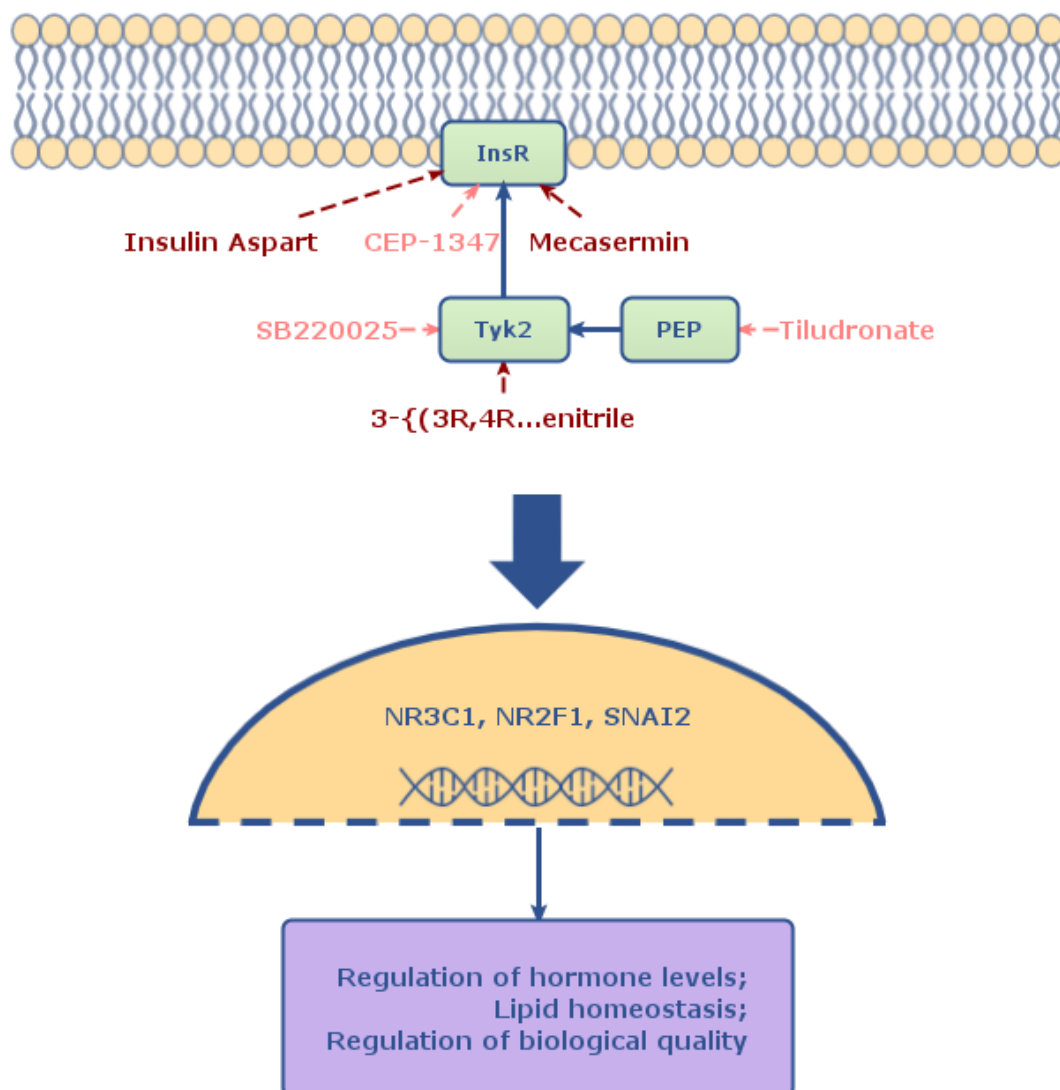 InsR
Insulin Aspart
CEP-1347
Mecasermin
SB220025
Tyk2
PEP
Tiludronate
3-{(3R,4R...enitrile
NR3C1, NR2F1, SNAI2
Regulation of hormone levels;
Lipid homeostasis;
Regulation of biological quality